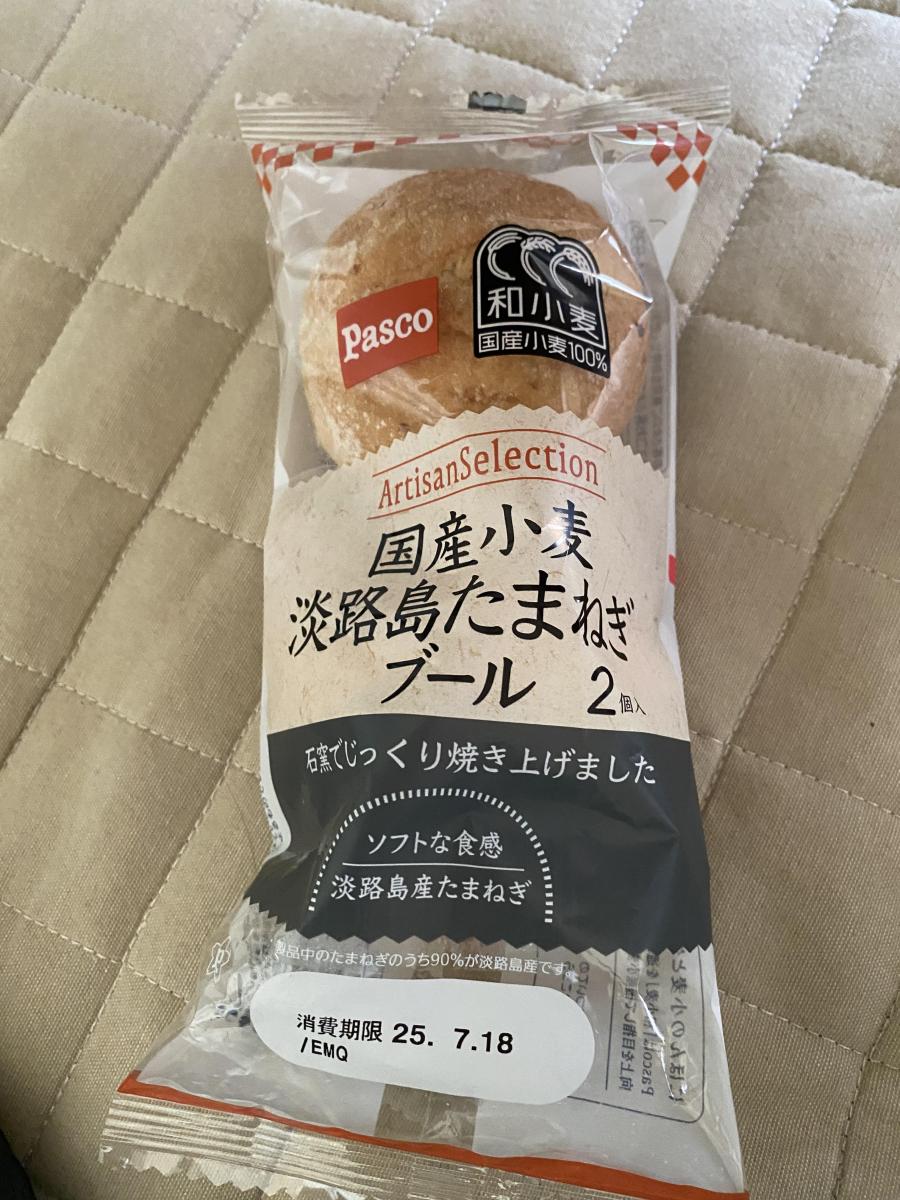 Pasco
和小麦
国産小麦100%
ArtisanSelection
国産小麦
淡路島たまねぎ
ブール 2個入
石窯でじっくり焼き上げました
ソフトな食感
淡路島産たまねぎ
製品中のたまねぎのうち90%が淡路島産です。
消費期限 25. 7.18
/EMQ